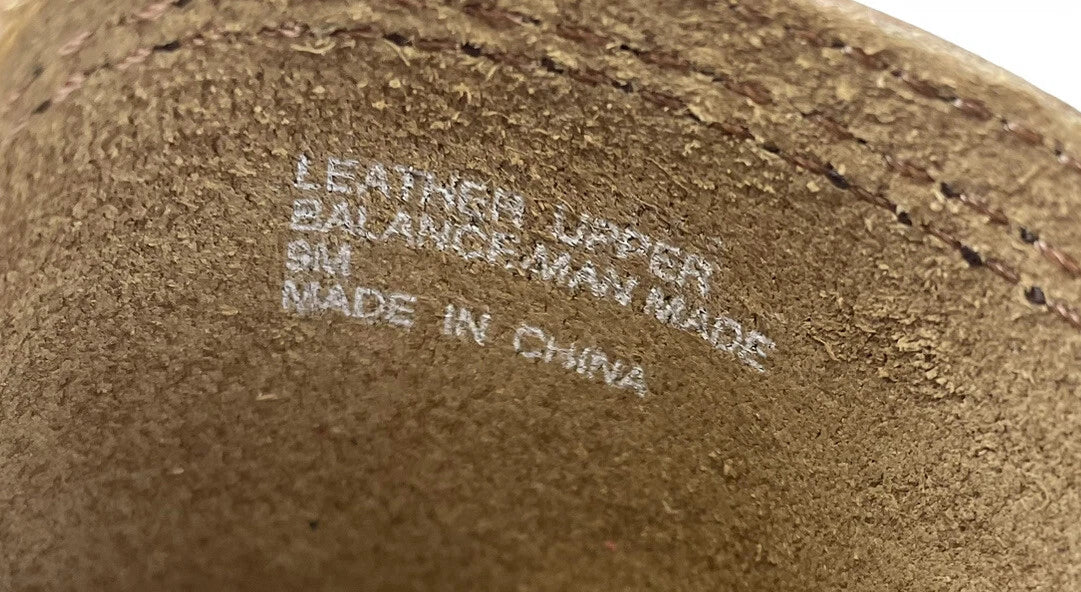 LEATHER UPPER
BALANCE MAN MADE
9M
MADE IN CHINA